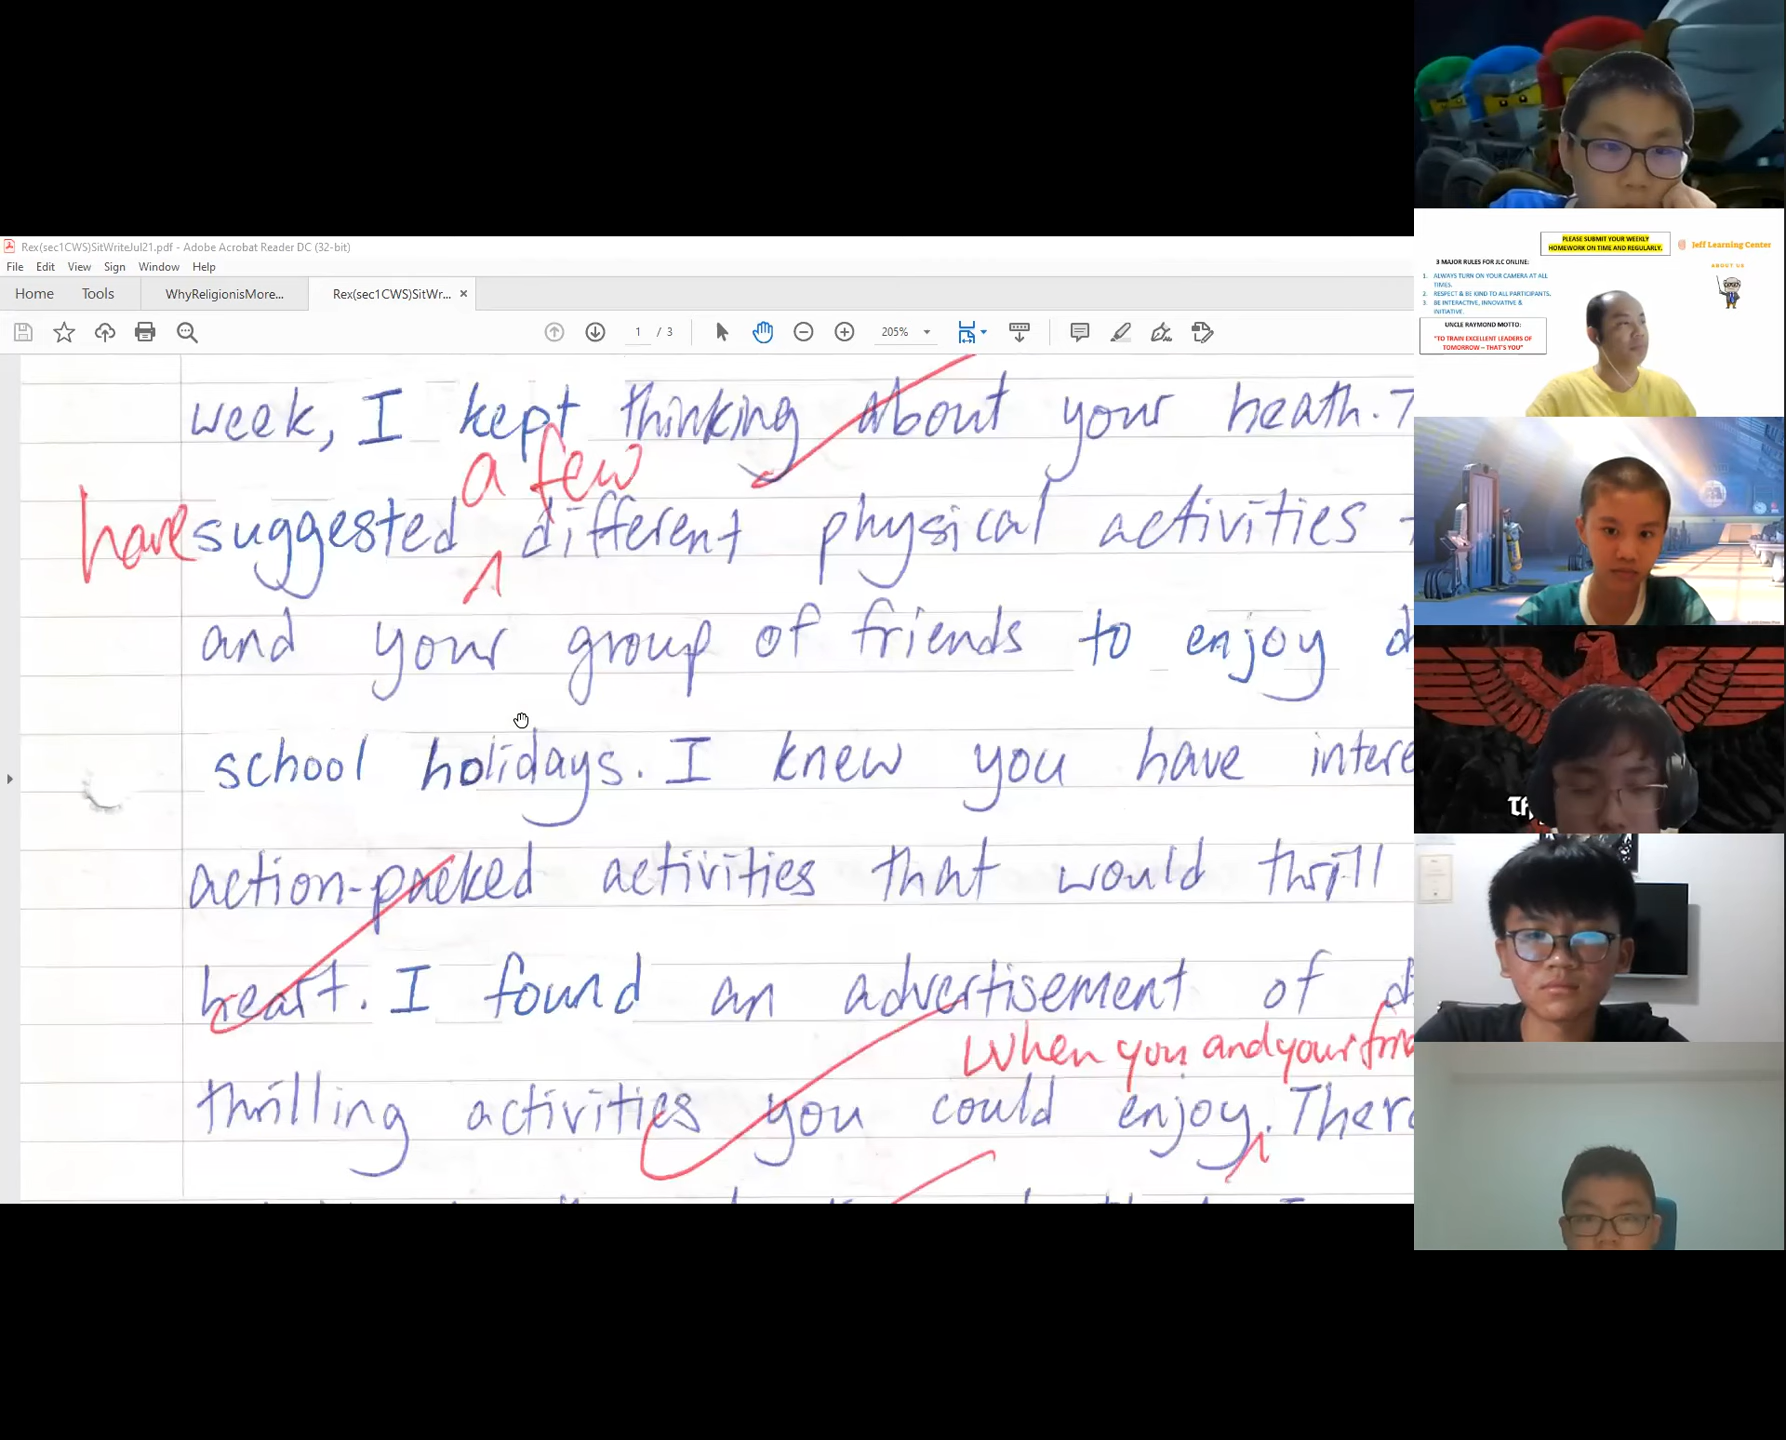 Rex(sec1CWS)SitWriteJul21.pdf - Adobe Acrobat Reader DC (32-bit)
File Edit View Sign Window Help
Home Tools WhyReligionisMore... Rex(sec1CWS)SitWr... ×
1 / 3 205%
week, I kept thinking about your heath.
a few
have suggested different physical activities
and your group of friends to enjoy
school holidays. I knew you have intere
action-packed activities that would thrill
heart. I found an advertisement of
When you and your frn
thrilling activities you could enjoy. There
PLEASE SUBMIT YOUR WEEKLY
HOMEWORK ON TIME AND REGULARLY.
Jeff Learning Center
ABOUT US
3 MAJOR RULES FOR JLC ONLINE:
1. ALWAYS TURN ON YOUR CAMERA AT ALL
TIMES.
2. RESPECT & BE KIND TO ALL PARTICIPANTS.
3. BE INTERACTIVE, INNOVATIVE &
INITIATIVE.
UNCLE RAYMOND MOTTO:
"TO TRAIN EXCELLENT LEADERS OF
TOMORROW – THAT'S YOU"